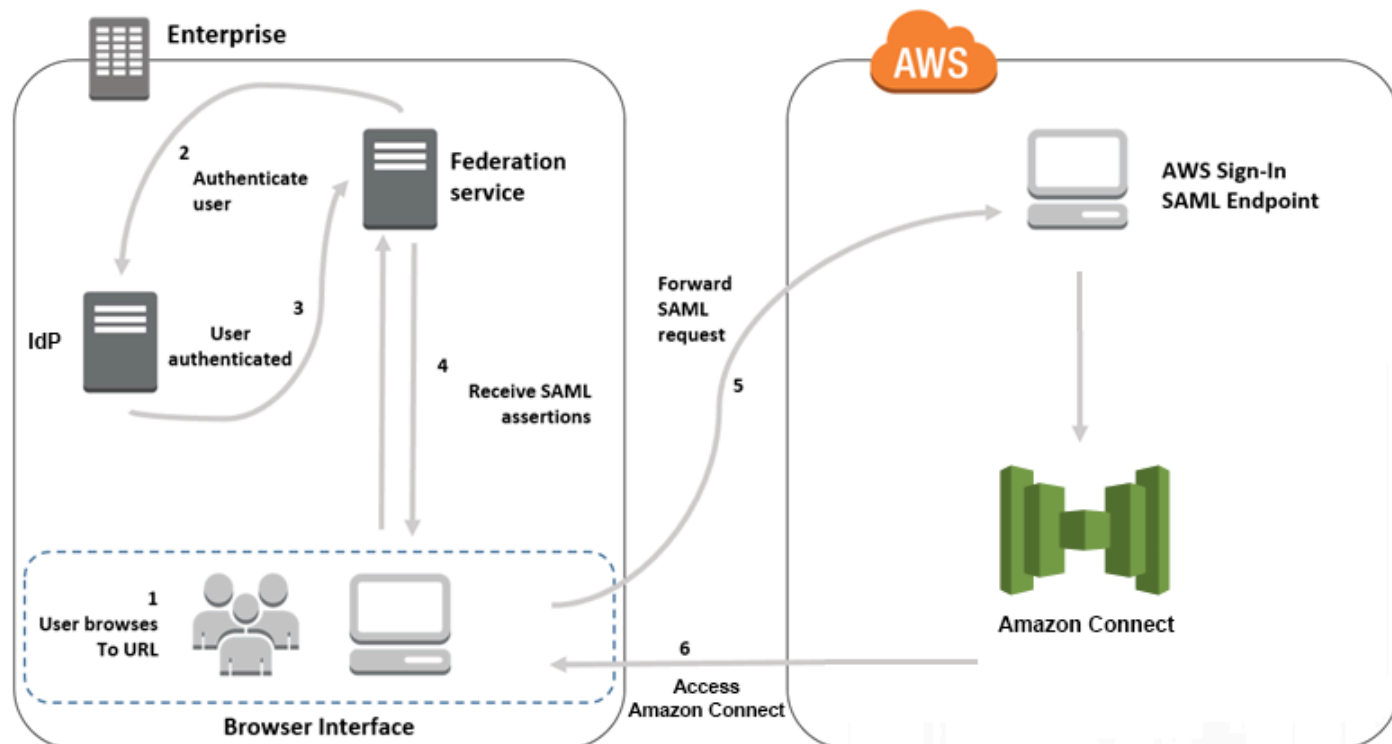 Enterprise
AWS
2
Authenticate
user
Federation
service
AWS Sign-In
SAML Endpoint
IdP
3
User
authenticated
4
Receive SAML
assertions
Forward
SAML
request
5
1
User browses
To URL
Amazon Connect
6
Access
Amazon Connect
Browser Interface